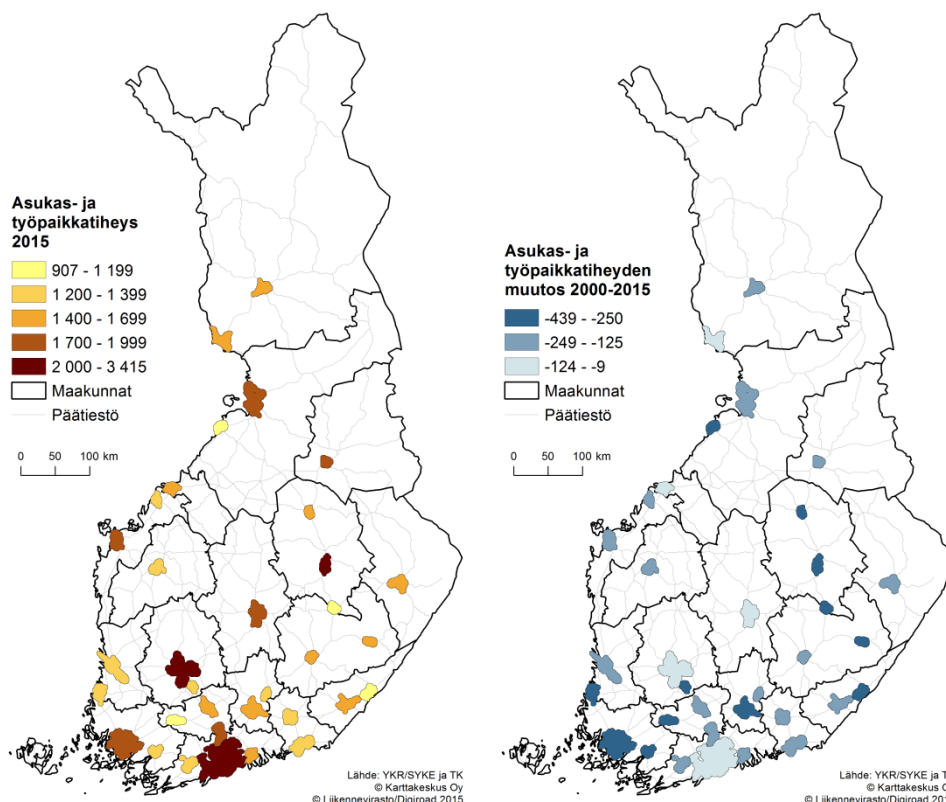 Asukas- ja
työpaikkatiheys
2015
907 - 1 199
1 200 - 1 399
1 400 - 1 699
1 700 - 1 999
2 000 - 3 415
Maakunnat
Päätiestö
0 50 100 km
Lähde: YKR/SYKE ja TK
© Karttakeskus Oy
© Liikennevirasto/Digiroad 2015
Asukas- ja
työpaikkatiheyden
muutos 2000-2015
-439 - -250
-249 - -125
-124 - -9
Maakunnat
Päätiestö
0 50 100 km
Lähde: YKR/SYKE ja T
© Karttakeskus O
© Liikennevirasto/Digiroad 201